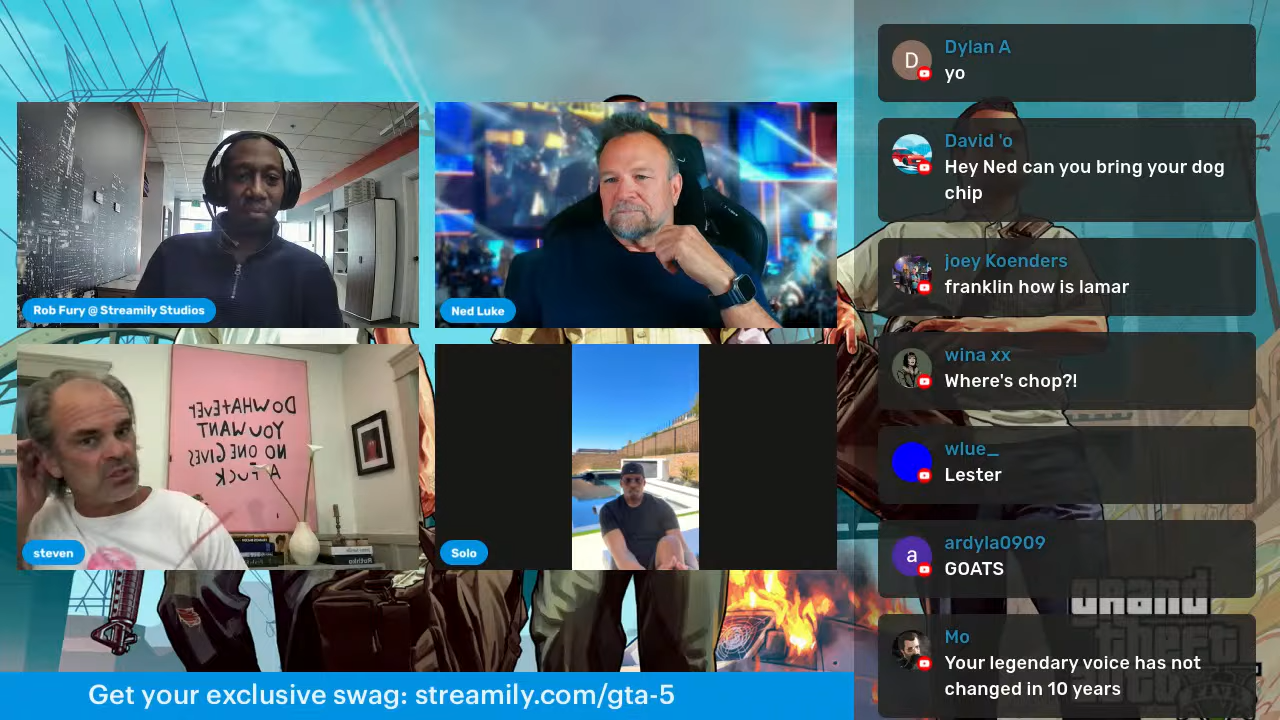 Rob Fury @ Streamily Studios
Ned Luke
DO WHATEVER
YOU WANT
NO ONE GIVES
A FUCK
steven
Solo
Get your exclusive swag: streamily.com/gta-5
D
Dylan A
yo
David 'o
Hey Ned can you bring your dog
chip
joey Koenders
franklin how is lamar
wina xx
Where's chop?!
wlue_
Lester
a
ardyla0909
GOATS
Mo
Your legendary voice has not
changed in 10 years
grand
theft
auto